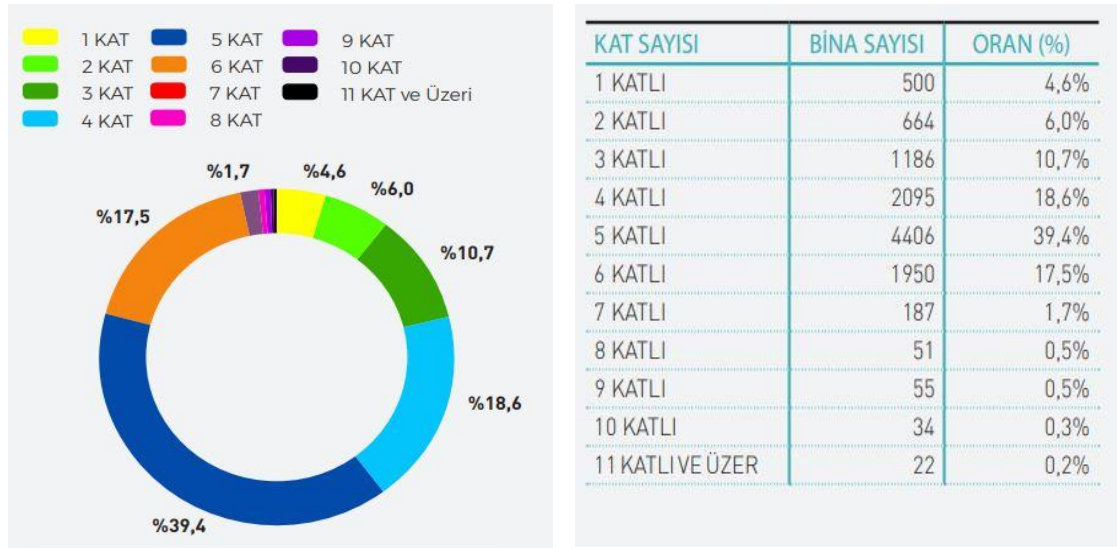 1 KAT
2 KAT
3 KAT
4 KAT
5 KAT
6 KAT
7 KAT
8 KAT
9 KAT
10 KAT
11 KAT ve Üzeri
%1,7
%4,6
%6,0
%17,5
%10,7
%18,6
%39,4
KAT SAYISI BİNA SAYISI ORAN (%)
1 KATLI 500 4,6%
2 KATLI 664 6,0%
3 KATLI 1186 10,7%
4 KATLI 2095 18,6%
5 KATLI 4406 39,4%
6 KATLI 1950 17,5%
7 KATLI 187 1,7%
8 KATLI 51 0,5%
9 KATLI 55 0,5%
10 KATLI 34 0,3%
11 KATLI VE ÜZER 22 0,2%